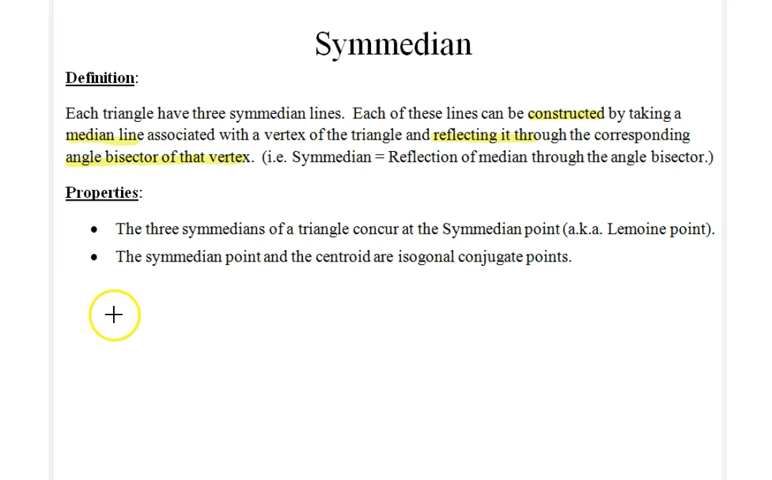 Symmedian
Definition:
Each triangle have three symmedian lines. Each of these lines can be constructed by taking a
median line associated with a vertex of the triangle and reflecting it through the corresponding
angle bisector of that vertex. (i.e. Symmedian = Reflection of median through the angle bisector.)
Properties:
• The three symmedians of a triangle concur at the Symmedian point (a.k.a. Lemoine point).
• The symmedian point and the centroid are isogonal conjugate points.